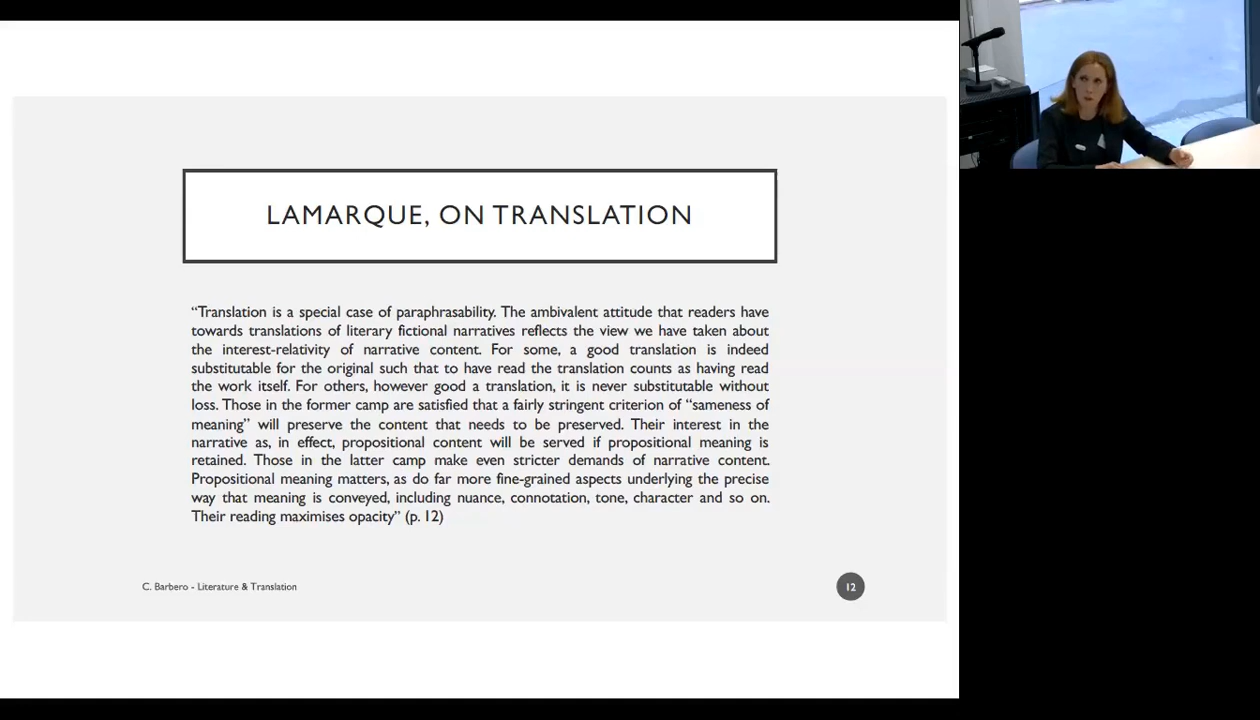 LAMARQUE, ON TRANSLATION
“Translation is a special case of paraphrasability. The ambivalent attitude that readers have
towards translations of literary fictional narratives reflects the view we have taken about
the interest-relativity of narrative content. For some, a good translation is indeed
substitutable for the original such that to have read the translation counts as having read
the work itself. For others, however good a translation, it is never substitutable without
loss. Those in the former camp are satisfied that a fairly stringent criterion of “sameness of
meaning” will preserve the content that needs to be preserved. Their interest in the
narrative as, in effect, propositional content will be served if propositional meaning is
retained. Those in the latter camp make even stricter demands of narrative content.
Propositional meaning matters, as do far more fine-grained aspects underlying the precise
way that meaning is conveyed, including nuance, connotation, tone, character and so on.
Their reading maximises opacity” (p. 12)
C. Barbero - Literature & Translation
12